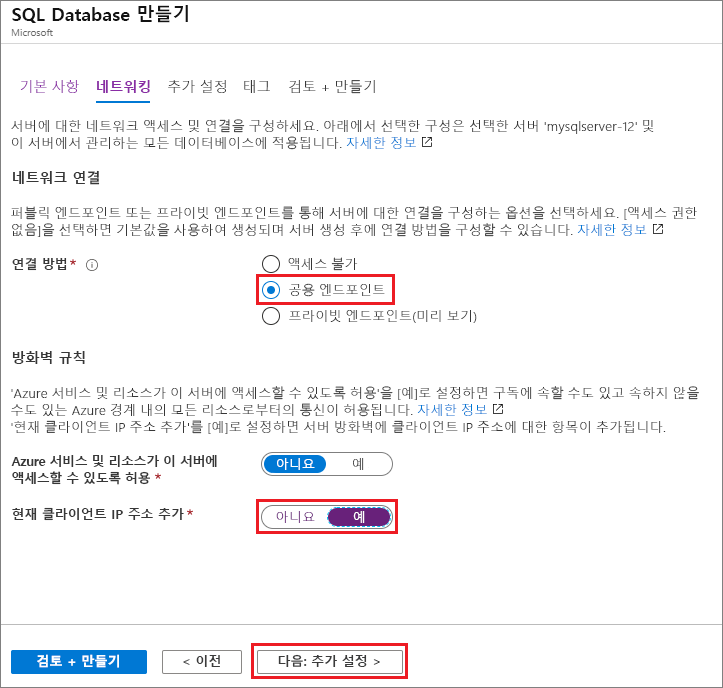 SQL Database 만들기
Microsoft
기본 사항 네트워킹 추가 설정 태그 검토 + 만들기
서버에 대한 네트워크 액세스 및 연결을 구성하세요. 아래에서 선택한 구성은 선택한 서버 'mysqlserver-12' 및
이 서버에서 관리하는 모든 데이터베이스에 적용됩니다. 자세한 정보
네트워크 연결
퍼블릭 엔드포인트 또는 프라이빗 엔드포인트를 통해 서버에 대한 연결을 구성하는 옵션을 선택하세요. [액세스 권한
없음]을 선택하면 기본값을 사용하여 생성되며 서버 생성 후에 연결 방법을 구성할 수 있습니다. 자세한 정보
연결 방법*
액세스 불가
공용 엔드포인트
프라이빗 엔드포인트(미리 보기)
방화벽 규칙
'Azure 서비스 및 리소스가 이 서버에 액세스할 수 있도록 허용'을 [예]로 설정하면 구독에 속할 수도 있고 속하지 않을
수도 있는 Azure 경계 내의 모든 리소스로부터의 통신이 허용됩니다. 자세한 정보
'현재 클라이언트 IP 주소 추가'를 [예]로 설정하면 서버 방화벽에 클라이언트 IP 주소에 대한 항목이 추가됩니다.
Azure 서비스 및 리소스가 이 서버에
액세스할 수 있도록 허용 *
아니요 예
현재 클라이언트 IP 주소 추가 *
아니요 예
검토 + 만들기 < 이전 다음: 추가 설정 >